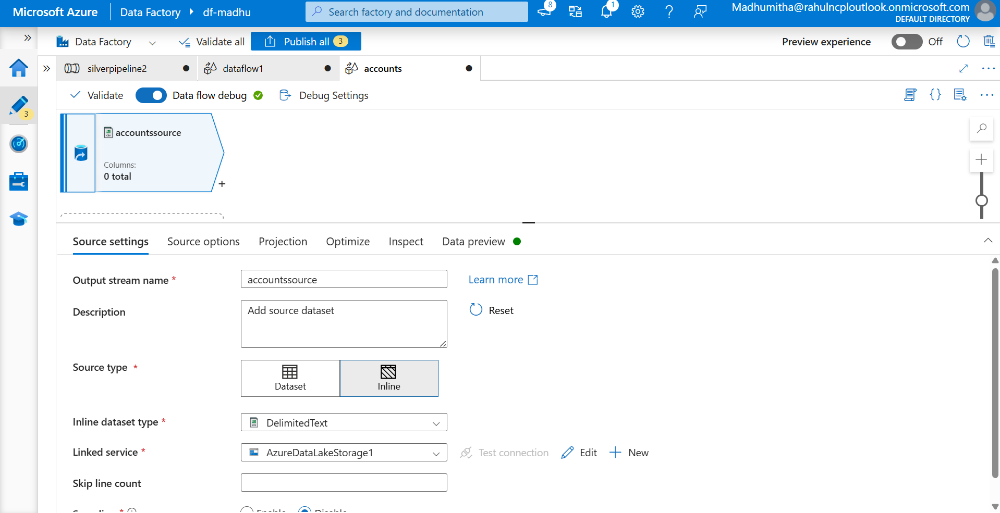 Microsoft Azure
Data Factory
df-madhu
Search factory and documentation
8
1
Madhumitha@rahulncploutlook.onmicrosoft.com
DEFAULT DIRECTORY
Data Factory
Validate all
Publish all 3
Preview experience
Off
silverpipeline2
dataflow1
accounts
Validate
Data flow debug
Debug Settings
3
accountssource
Columns:
0 total
Source settings
Source options
Projection
Optimize
Inspect
Data preview
Output stream name *
accountssource
Learn more
Description
Add source dataset
Reset
Source type *
Dataset
Inline
Inline dataset type *
DelimitedText
Linked service *
AzureDataLakeStorage1
Test connection
Edit
New
Skip line count
Enable
Disable